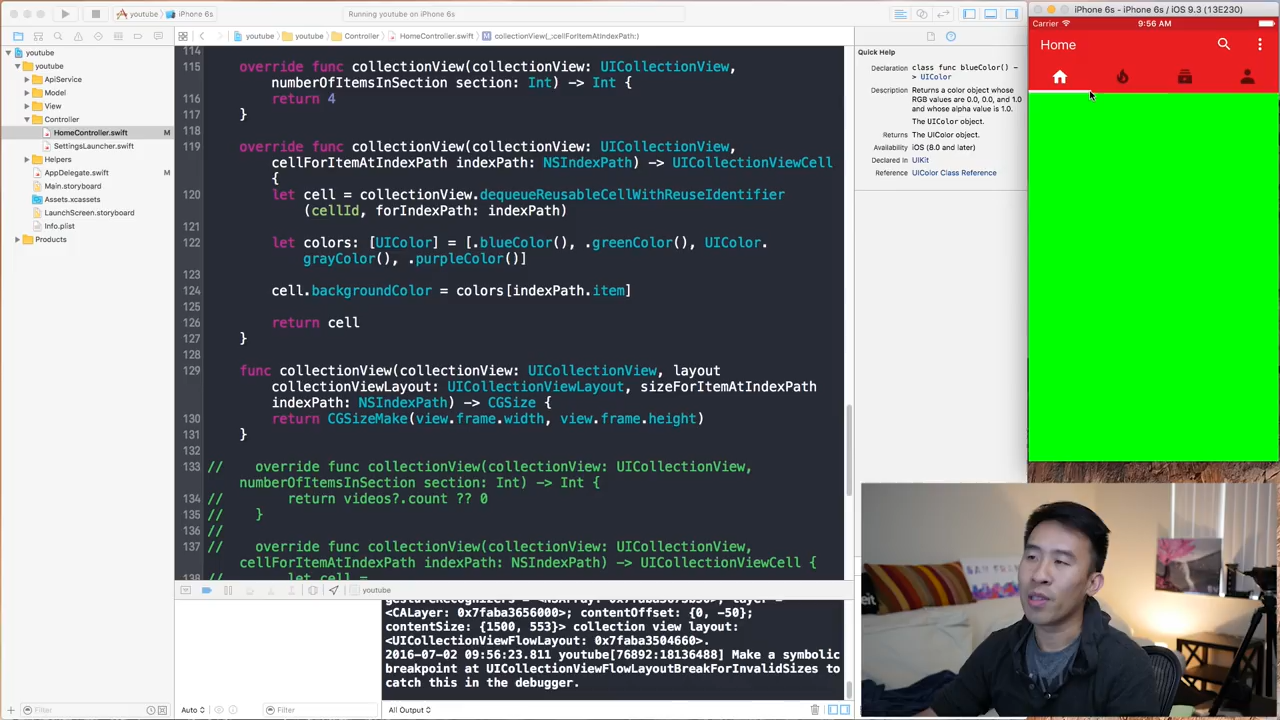 youtube
iPhone 6s
Running youtube on iPhone 6s
iPhone 6s - iPhone 6s / iOS 9.3 (13E230)
youtube
youtube
Controller
HomeController.swift
collectionView(_:cellForItemAtIndexPath:)
youtube
youtube
ApiService
Model
View
Controller
HomeController.swift
M
SettingsLauncher.swift
Helpers
AppDelegate.swift
M
Main.storyboard
Assets.xcassets
LaunchScreen.storyboard
Info.plist
Products
Filter
114
115 override func collectionView(collectionView: UICollectionView,
numberOfItemsInSection section: Int) -> Int {
116 return 4
117 }
118
119 override func collectionView(collectionView: UICollectionView,
cellForItemAtIndexPath indexPath: NSIndexPath) -> UICollectionViewCell
{
120 let cell = collectionView.dequeueReusableCellWithReuseIdentifier
(cellId, forIndexPath: indexPath)
121
122 let colors: [UIColor] = [.blueColor(), .greenColor(), UIColor.
grayColor(), .purpleColor()]
123
124 cell.backgroundColor = colors[indexPath.item]
125
126 return cell
127 }
128
129 func collectionView(collectionView: UICollectionView, layout
collectionViewLayout: UICollectionViewLayout, sizeForItemAtIndexPath
indexPath: NSIndexPath) -> CGSize {
130 return CGSizeMake(view.frame.width, view.frame.height)
131 }
132
133 // override func collectionView(collectionView: UICollectionView,
numberOfItemsInSection section: Int) -> Int {
134 // return videos?.count ?? 0
135 // }
136 //
137 // override func collectionView(collectionView: UICollectionView,
cellForItemAtIndexPath indexPath: NSIndexPath) -> UICollectionViewCell {
138 // let cell =
youtube
<CALayer: 0x7faba3656000>; contentOffset: {0, -50};
contentSize: {1500, 553}> collection view layout:
<UICollectionViewFlowLayout: 0x7faba3504660>.
2016-07-02 09:56:23.811 youtube[76892:18136488] Make a symbolic
breakpoint at UICollectionViewFlowLayoutBreakForInvalidSizes to
catch this in the debugger.
Auto
Filter
All Output
Quick Help
Declaration class func blueColor() -
> UIColor
Description Returns a color object whose
RGB values are 0.0, 0.0, and 1.0
and whose alpha value is 1.0.
The UIColor object.
Returns The UIColor object.
Availability iOS (8.0 and later)
Declared In UIKit
Reference UIColor Class Reference
Carrier
9:56 AM
Home